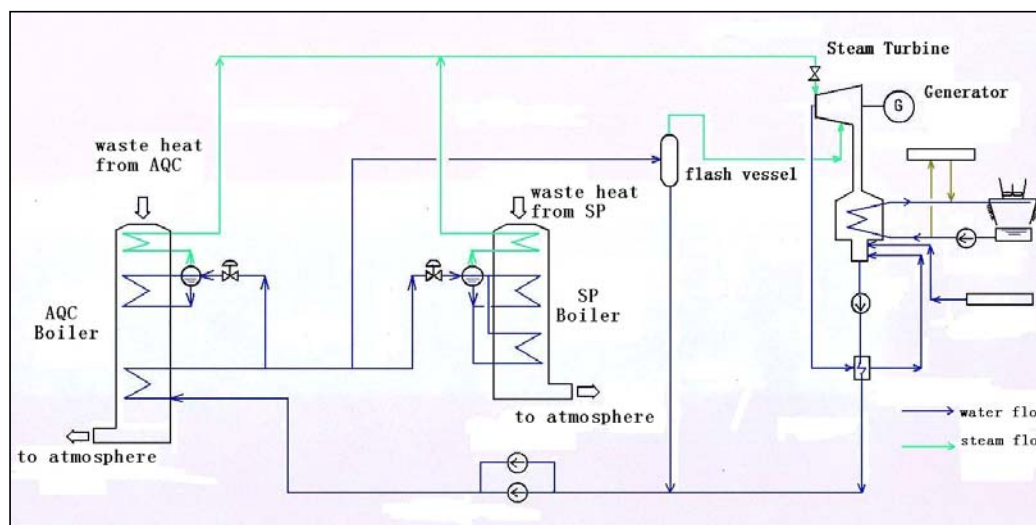 Steam Turbine
Generator
G
waste heat
from AQC
flash vessel
waste heat
from SP
AQC
Boiler
SP
Boiler
to atmosphere
to atmosphere
water flo
steam flo